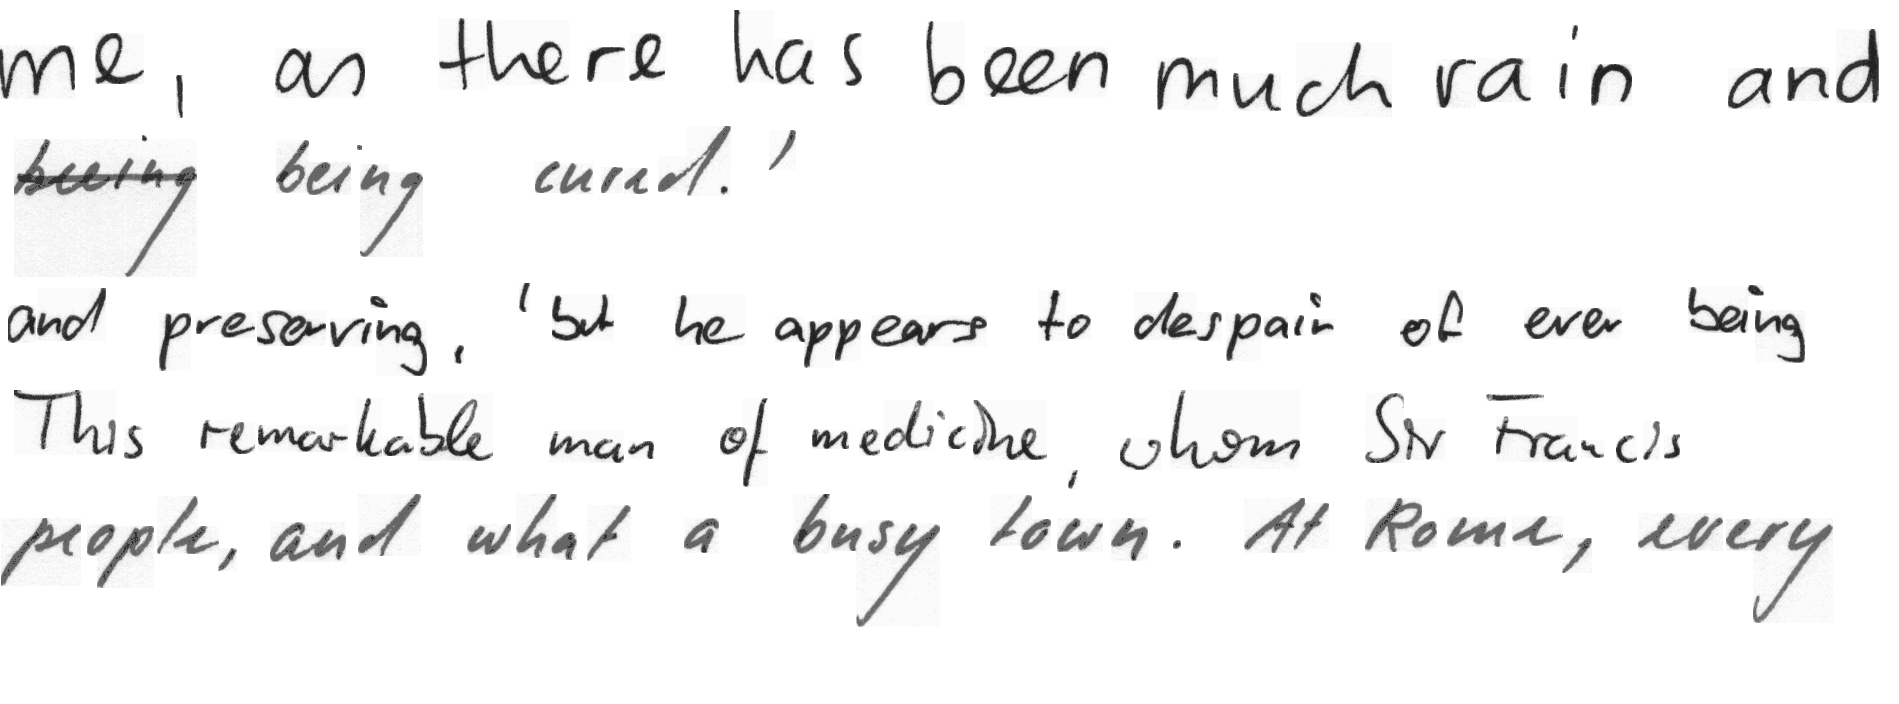 me, as there has been much rain and
being cured.'
and preserving, 'but he appears to despair of ever being
This remarkable man of medicine, whom Sir Francis
people, and what a busy town. At Rome, every